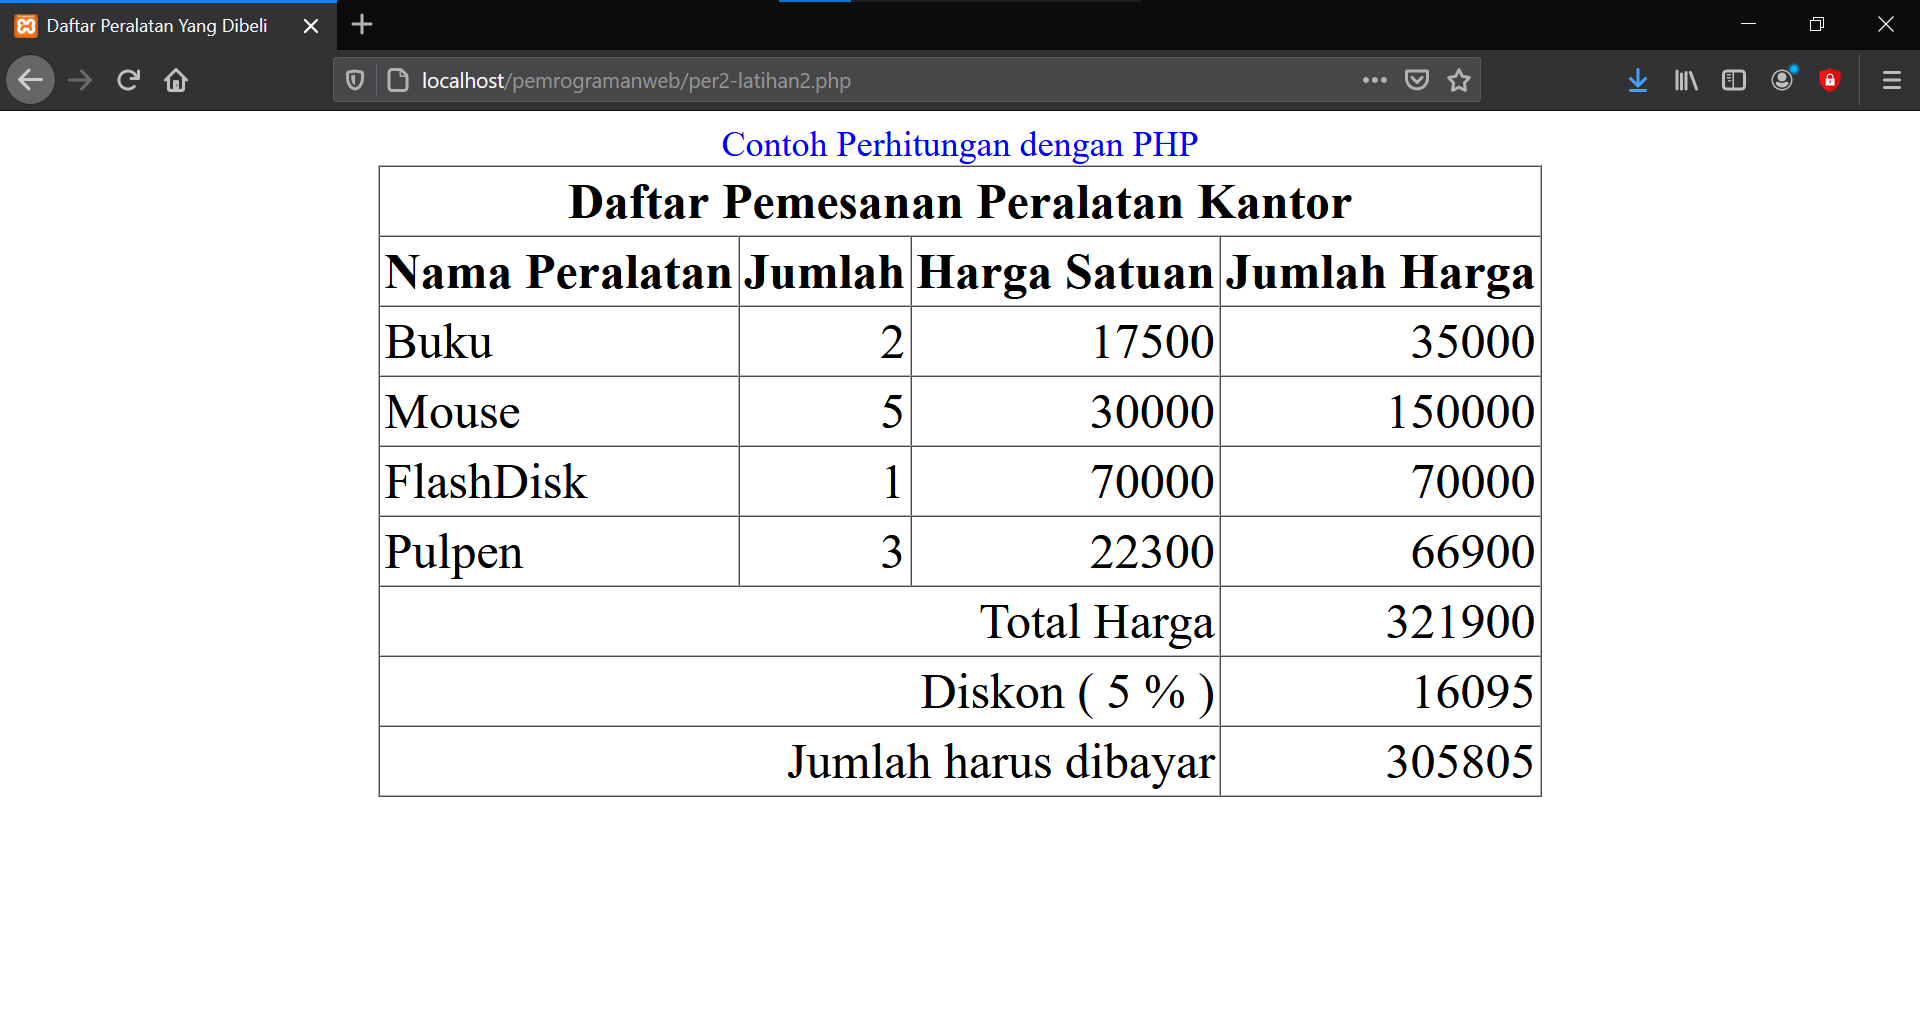 Daftar Peralatan Yang Dibeli
localhost/pemrogramanweb/per2-latihan2.php
Contoh Perhitungan dengan PHP
Daftar Pemesanan Peralatan Kantor
Nama Peralatan Jumlah Harga Satuan Jumlah Harga
Buku 2 17500 35000
Mouse 5 30000 150000
FlashDisk 1 70000 70000
Pulpen 3 22300 66900
Total Harga 321900
Diskon ( 5 % ) 16095
Jumlah harus dibayar 305805